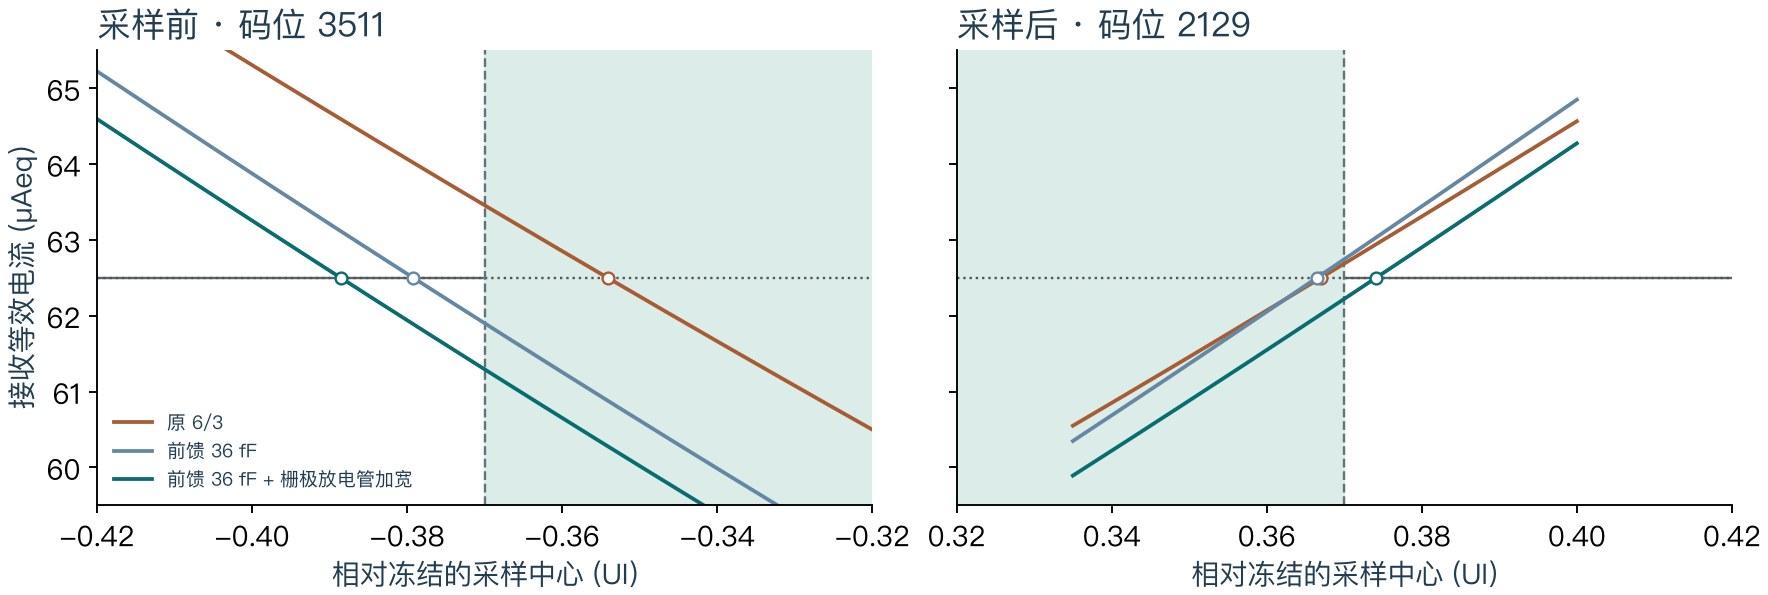 采样前 · 码位 3511
采样后 · 码位 2129
接收等效电流 (μAeq)
65
64
63
62
61
60
原 6/3
前馈 36 fF
前馈 36 fF + 栅极放电管加宽
−0.42
−0.40
−0.38
−0.36
−0.34
−0.32
0.32
0.34
0.36
0.38
0.40
0.42
相对冻结的采样中心 (UI)
相对冻结的采样中心 (UI)